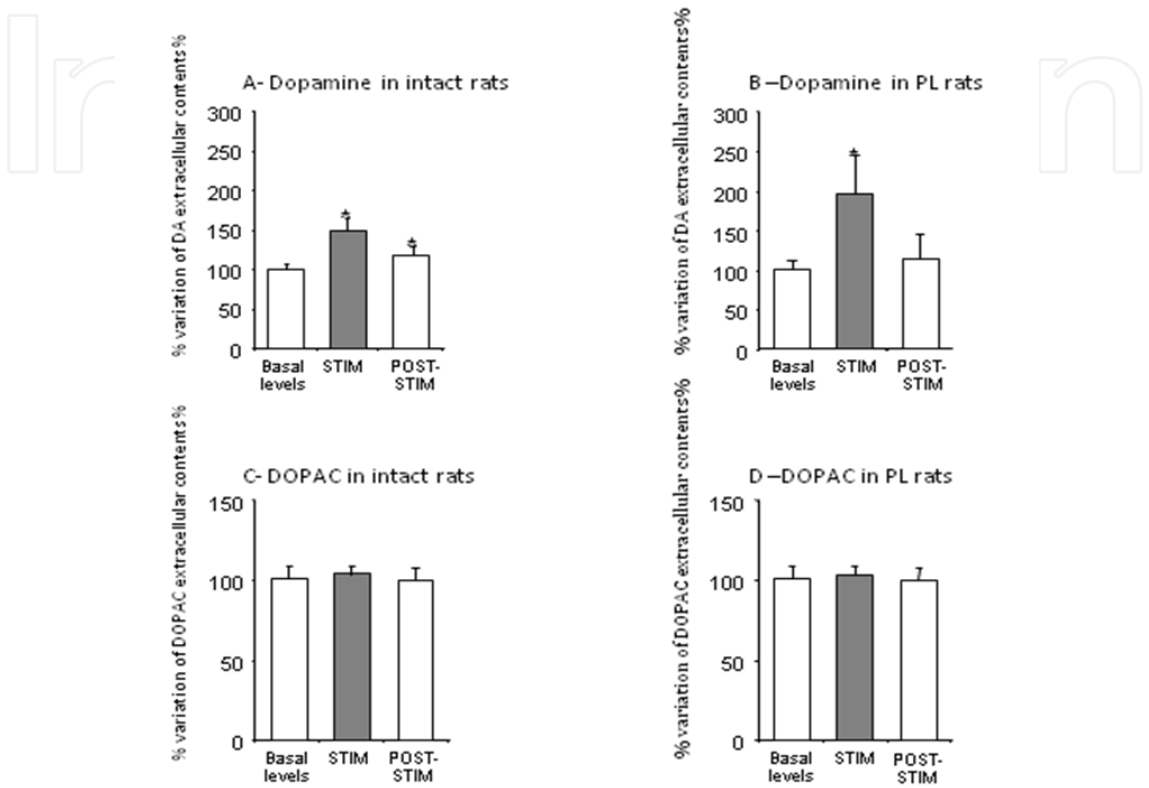 % variation of DA extracellular contents%
A- Dopamine in intact rats
300
250
200
150
100
50
0
*
*
Basal levels
STIM
POST-STIM
% variation of DA extracellular contents%
B–Dopamine in PL rats
300
250
200
150
100
50
0
*
Basal levels
STIM
POST-STIM
% variation of DOPAC extracellular contents%
C- DOPAC in intact rats
150
100
50
0
Basal levels
STIM
POST-STIM
% variation of DOPAC extracellular contents%
D–DOPAC in PL rats
150
100
50
0
Basal levels
STIM
POST-STIM
Ir
n